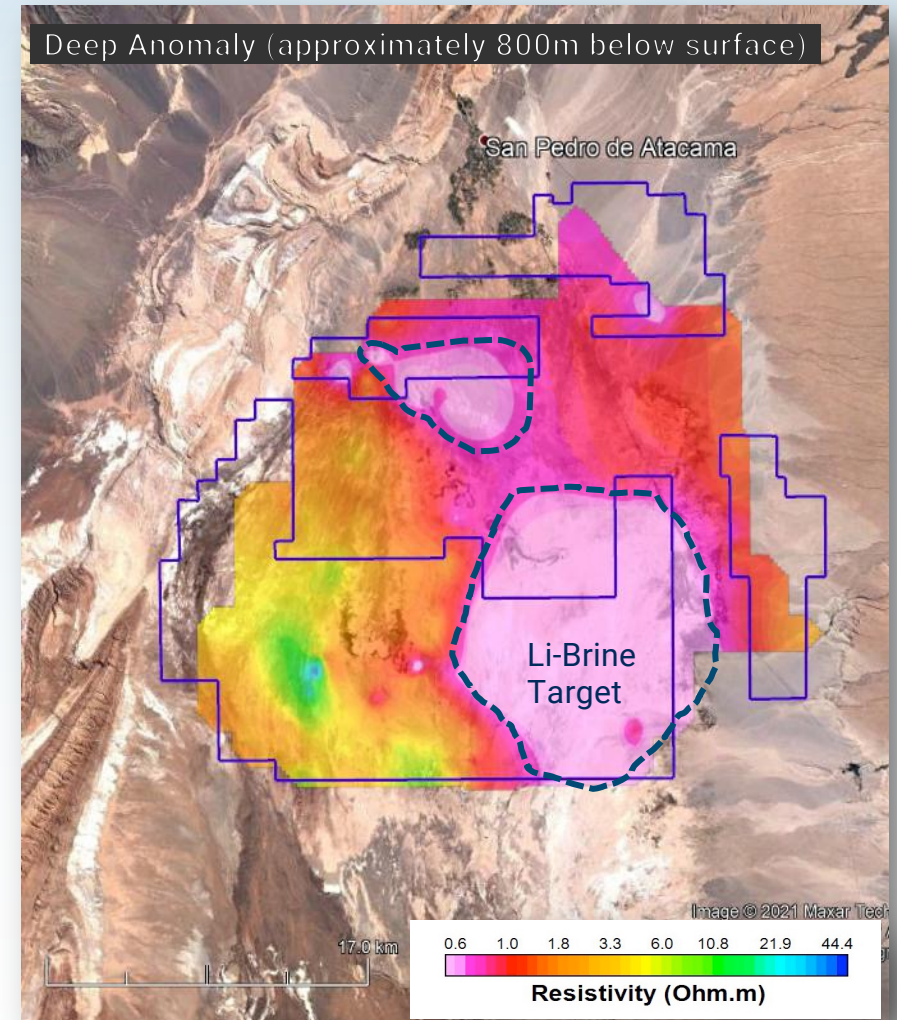 Deep Anomaly (approximately 800m below surface)
San Pedro de Atacama
Li-Brine
Target
Image © 2021 Maxar Tech
17.0 km
0.6 1.0 1.8 3.3 6.0 10.8 21.9 44.4
Resistivity (Ohm.m)